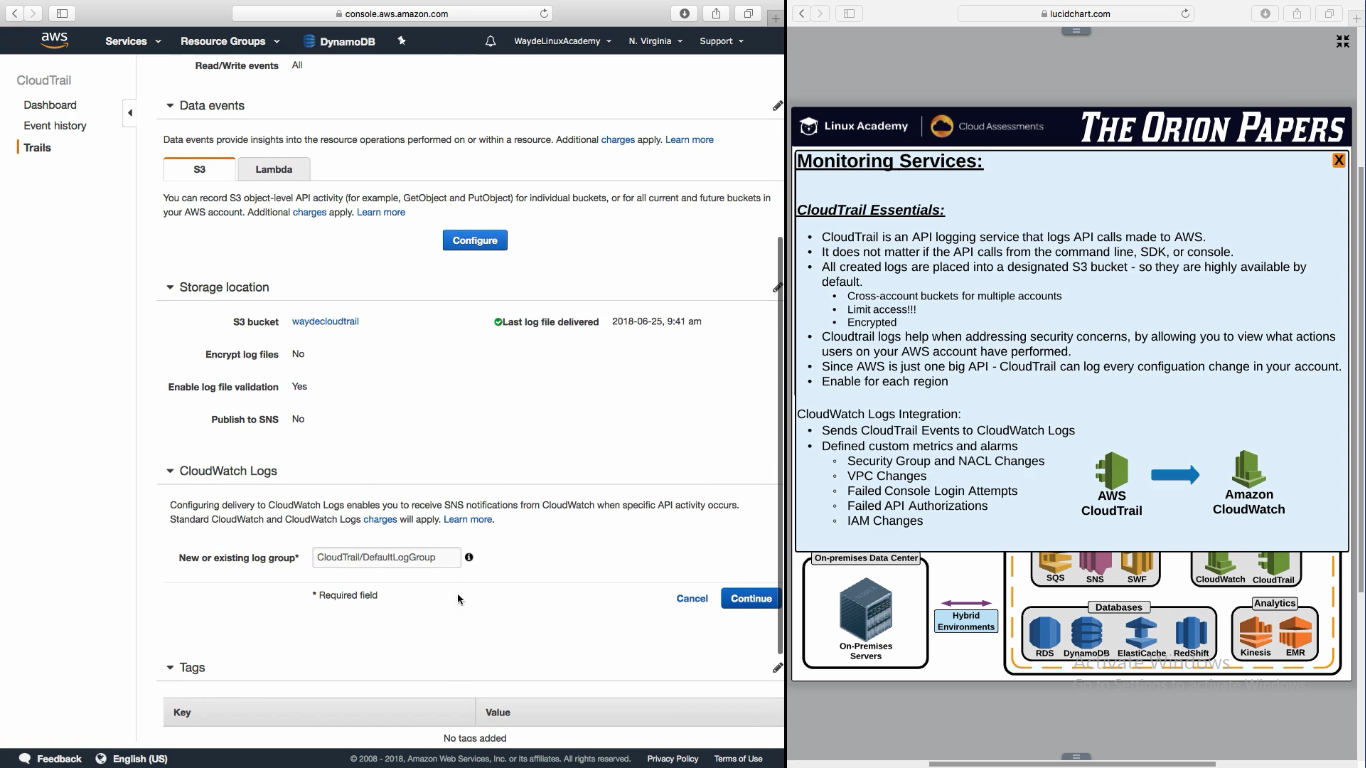 console.aws.amazon.com
aws
Services
Resource Groups
DynamoDB
WaydeLinuxAcademy
N. Virginia
Support
CloudTrail
Dashboard
Event history
Trails
Read/Write events All
Data events
Data events provide insights into the resource operations performed on or within a resource. Additional charges apply. Learn more
S3
Lambda
You can record S3 object-level API activity (for example, GetObject and PutObject) for individual buckets, or for all current and future buckets in
your AWS account. Additional charges apply. Learn more
Configure
Storage location
S3 bucket waydecloudtrail Last log file delivered 2018-06-25, 9:41 am
Encrypt log files No
Enable log file validation Yes
Publish to SNS No
CloudWatch Logs
Configuring delivery to CloudWatch Logs enables you to receive SNS notifications from CloudWatch when specific API activity occurs.
Standard CloudWatch and CloudWatch Logs charges will apply. Learn more.
New or existing log group* CloudTrail/DefaultLogGroup
* Required field
Cancel
Continue
Tags
Key Value
No tags added
Feedback
English (US)
© 2008 - 2018, Amazon Web Services, Inc. or its affiliates. All rights reserved. Privacy Policy Terms of Use
lucidchart.com
Linux Academy
Cloud Assessments
THE ORION PAPERS
Monitoring Services:
X
CloudTrail Essentials:
• CloudTrail is an API logging service that logs API calls made to AWS.
• It does not matter if the API calls from the command line, SDK, or console.
• All created logs are placed into a designated S3 bucket - so they are highly available by
default.
• Cross-account buckets for multiple accounts
• Limit access!!!
• Encrypted
• Cloudtrail logs help when addressing security concerns, by allowing you to view what actions
users on your AWS account have performed.
• Since AWS is just one big API - CloudTrail can log every configuation change in your account.
• Enable for each region
CloudWatch Logs Integration:
• Sends CloudTrail Events to CloudWatch Logs
• Defined custom metrics and alarms
◦ Security Group and NACL Changes
◦ VPC Changes
◦ Failed Console Login Attempts
◦ Failed API Authorizations
◦ IAM Changes
AWS
CloudTrail
Amazon
CloudWatch
On-premises Data Center
On-Premises
Servers
Hybrid
Environments
SQS SNS SWF
CloudWatch CloudTrail
Databases
RDS DynamoDB ElastiCache RedShift
Analytics
Kinesis EMR
Activate Windows
Go to Settings to activate Windows.